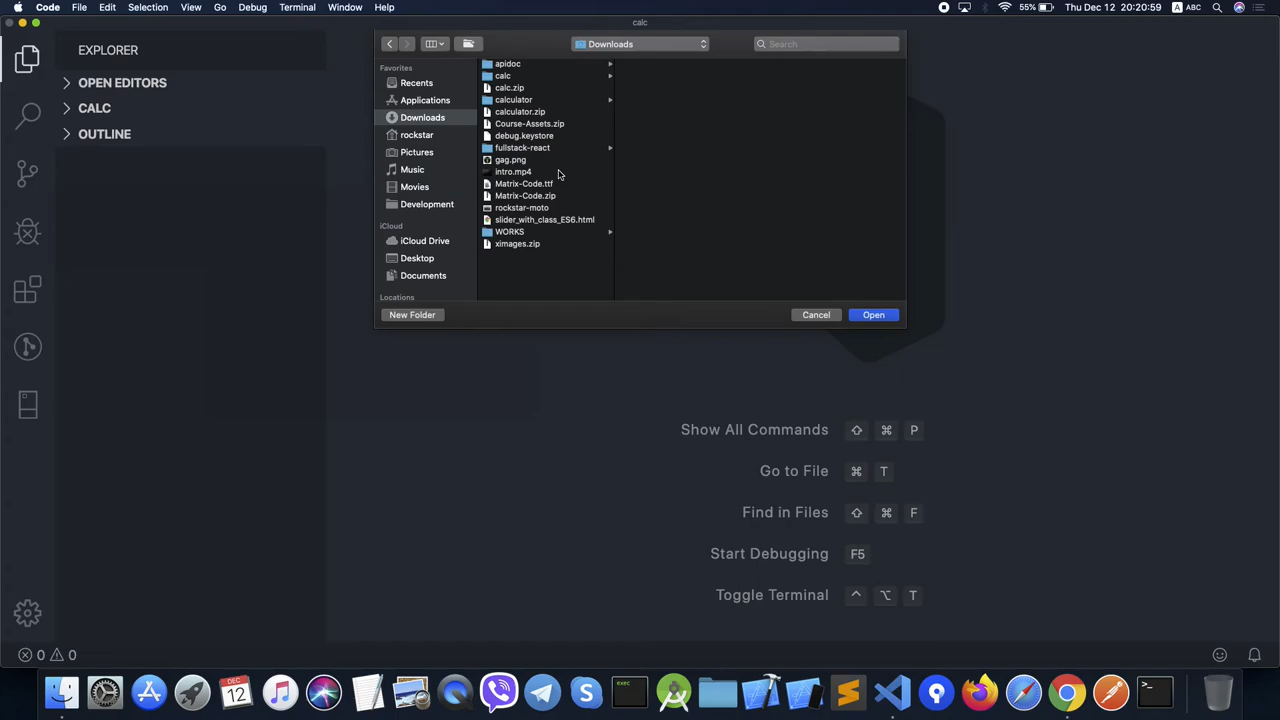 Code File Edit Selection View Go Debug Terminal Window Help 55% Thu Dec 12 20:20:59 A ABC
calc
EXPLORER
OPEN EDITORS
CALC
OUTLINE
Downloads
Search
Favorites
Recents
Applications
Downloads
rockstar
Pictures
Music
Movies
Development
iCloud
iCloud Drive
Desktop
Documents
Locations
apidoc
calc
calc.zip
calculator
calculator.zip
Course-Assets.zip
debug.keystore
fullstack-react
gag.png
intro.mp4
Matrix-Code.ttf
Matrix-Code.zip
rockstar-moto
slider_with_class_ES6.html
WORKS
ximages.zip
New Folder Cancel Open
Show All Commands ⇧ ⌘ P
Go to File ⌘ T
Find in Files ⇧ ⌘ F
Start Debugging F5
Toggle Terminal ^ ⌥ T
0 0
DEC
12
exec